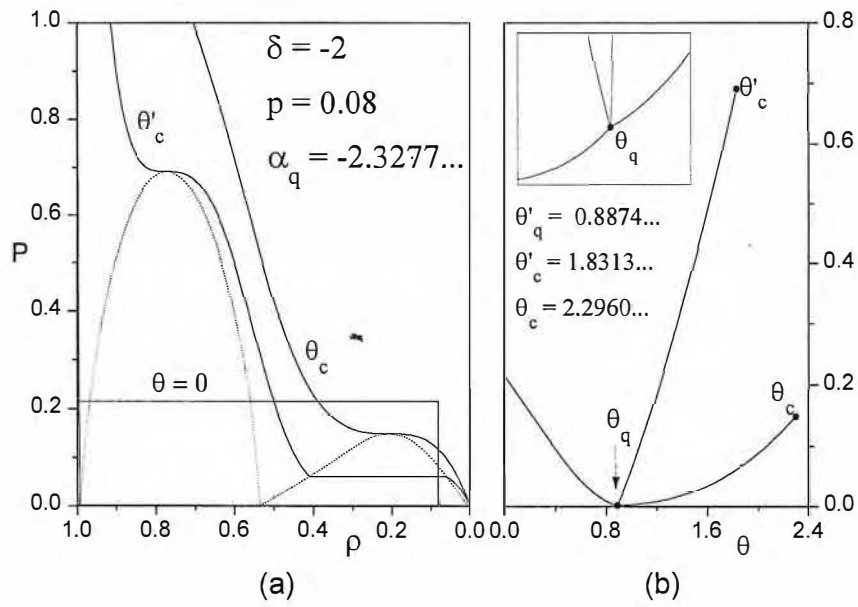 1.0
0.8
0.6
0.4
0.2
0.0
P
1.0
0.8
0.6
0.4
0.2
0.0
ρ
δ = -2
p = 0.08
α_q = -2.3277...
θ'_c
θ_c
θ = 0
(a)
θ_q
θ'_q = 0.8874...
θ'_c = 1.8313...
θ_c = 2.2960...
θ'_c
θ_c
θ_q
0.8
0.6
0.4
0.2
0.0
0.0
0.8
1.6
2.4
θ
(b)